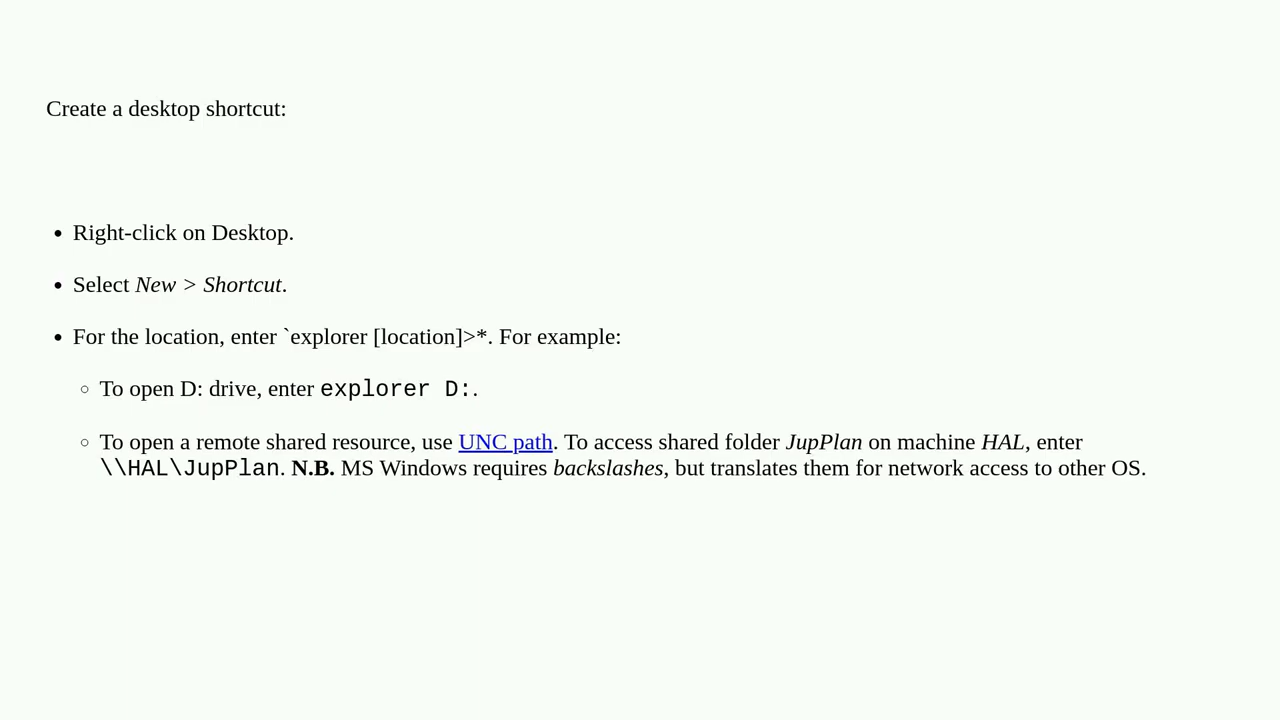 Create a desktop shortcut:
• Right-click on Desktop.
• Select New > Shortcut.
• For the location, enter `explorer [location]>*. For example:
◦ To open D: drive, enter explorer D:.
◦ To open a remote shared resource, use UNC path. To access shared folder JupPlan on machine HAL, enter
\\HAL\JupPlan. N.B. MS Windows requires backslashes, but translates them for network access to other OS.